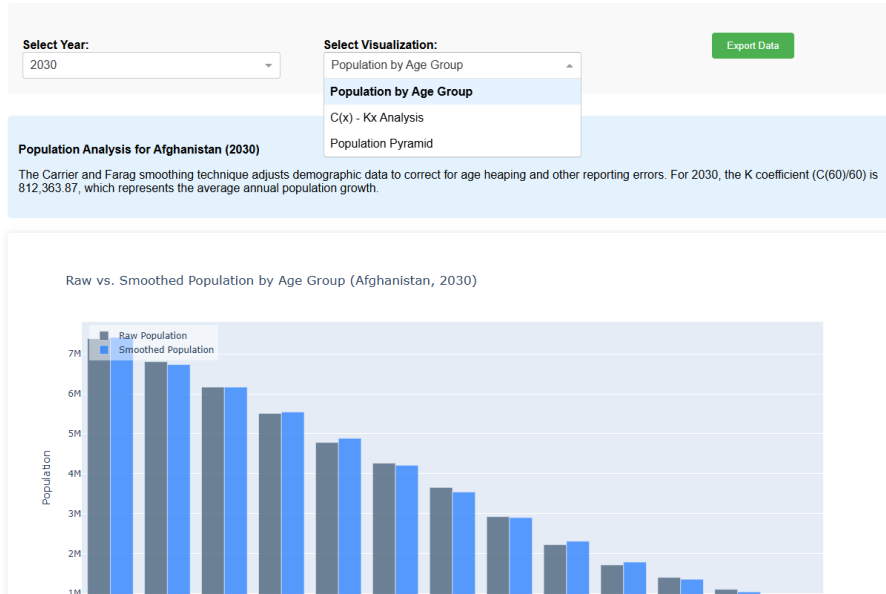 Select Year:
2030
Select Visualization:
Population by Age Group
Population by Age Group
C(x) - Kx Analysis
Population Pyramid
Export Data
Population Analysis for Afghanistan (2030)
The Carrier and Farag smoothing technique adjusts demographic data to correct for age heaping and other reporting errors. For 2030, the K coefficient (C(60)/60) is
812,363.87, which represents the average annual population growth.
Raw vs. Smoothed Population by Age Group (Afghanistan, 2030)
Raw Population
Smoothed Population
7M
6M
5M
4M
3M
2M
1M
Population